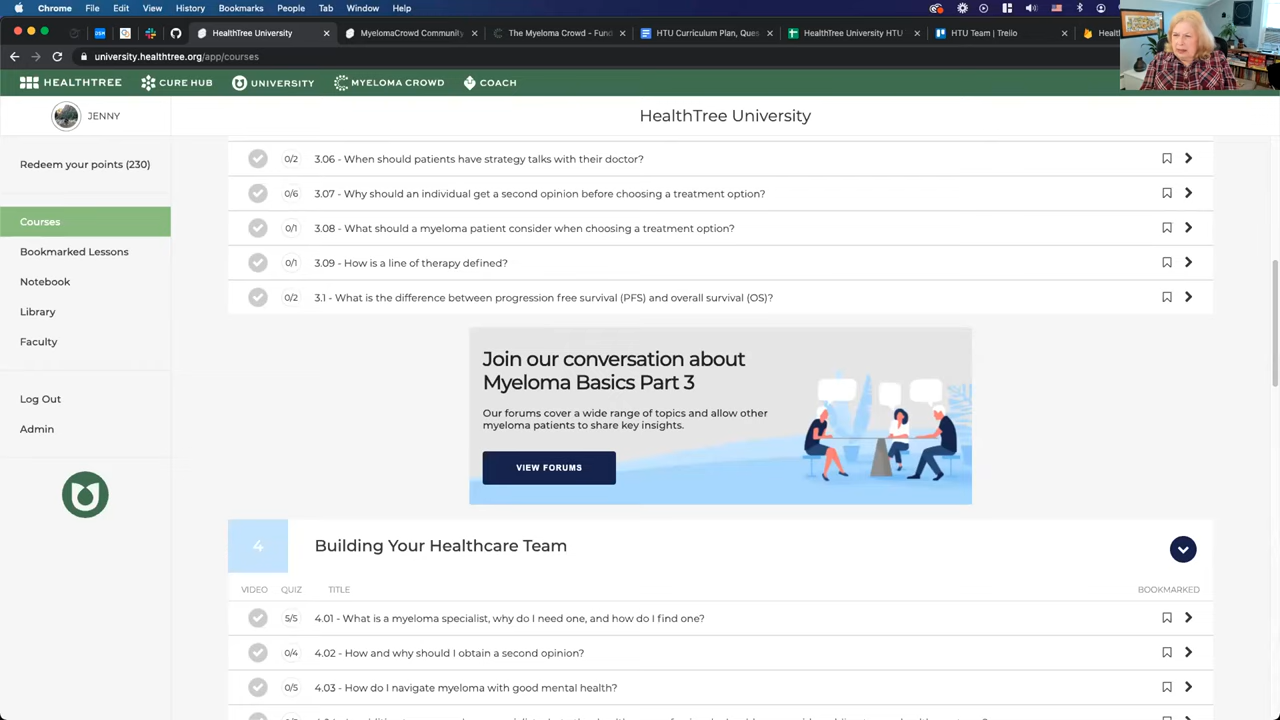 Chrome File Edit View History Bookmarks People Tab Window Help
HealthTree University
MyelomaCrowd Community
The Myeloma Crowd - Fund
HTU Curriculum Plan, Ques
HealthTree University HTU
HTU Team | Trello
Healt
university.healthtree.org/app/courses
HEALTHTREE CURE HUB UNIVERSITY MYELOMA CROWD COACH
JENNY
HealthTree University
Redeem your points (230)
Courses
Bookmarked Lessons
Notebook
Library
Faculty
Log Out
Admin
0/2 3.06 - When should patients have strategy talks with their doctor?
0/6 3.07 - Why should an individual get a second opinion before choosing a treatment option?
0/1 3.08 - What should a myeloma patient consider when choosing a treatment option?
0/1 3.09 - How is a line of therapy defined?
0/2 3.1 - What is the difference between progression free survival (PFS) and overall survival (OS)?
Join our conversation about
Myeloma Basics Part 3
Our forums cover a wide range of topics and allow other
myeloma patients to share key insights.
VIEW FORUMS
4 Building Your Healthcare Team
VIDEO QUIZ TITLE BOOKMARKED
5/5 4.01 - What is a myeloma specialist, why do I need one, and how do I find one?
0/4 4.02 - How and why should I obtain a second opinion?
0/5 4.03 - How do I navigate myeloma with good mental health?